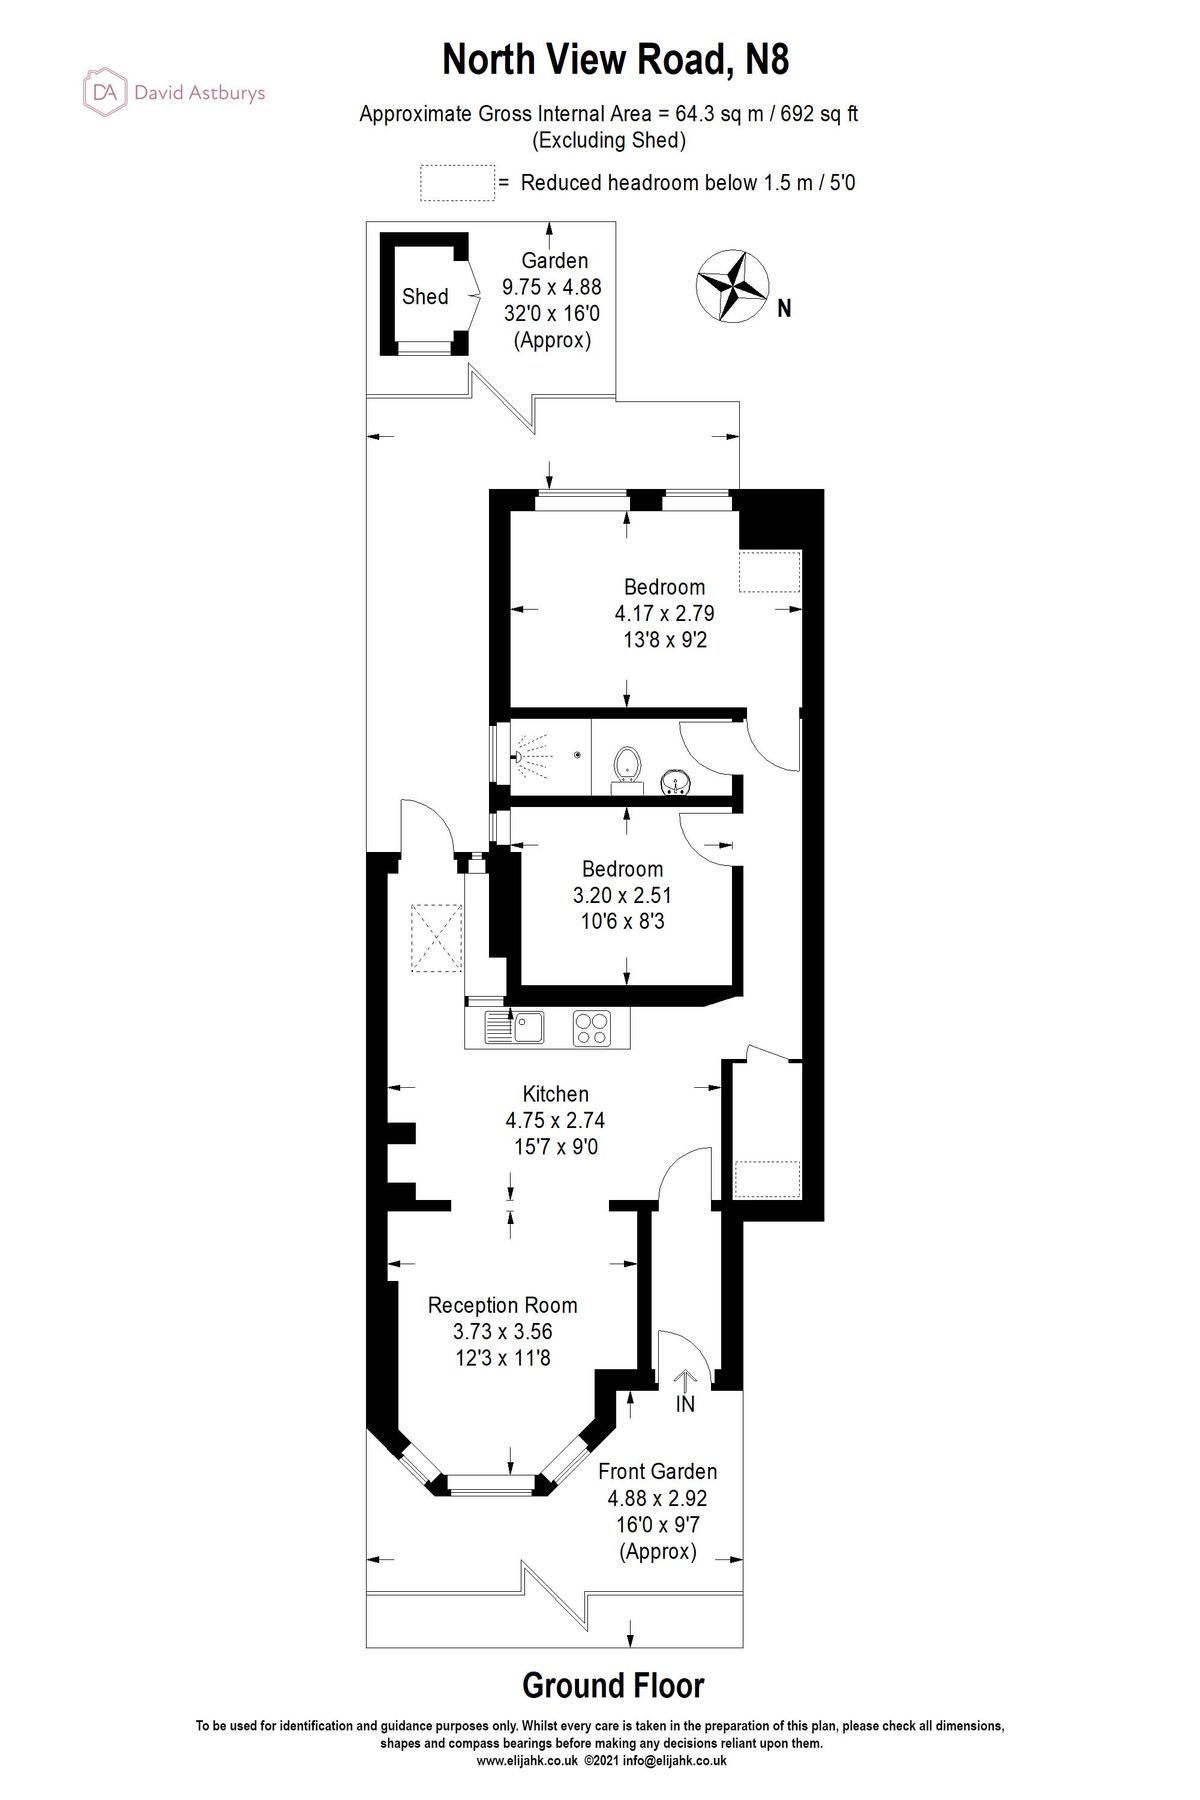 North View Road, N8
DA David Astburys
Approximate Gross Internal Area = 64.3 sq m / 692 sq ft
(Excluding Shed)
= Reduced headroom below 1.5 m / 5'0
Garden
9.75 x 4.88
32'0 x 16'0
(Approx)
Shed
N
Bedroom
4.17 x 2.79
13'8 x 9'2
Bedroom
3.20 x 2.51
10'6 x 8'3
Kitchen
4.75 x 2.74
15'7 x 9'0
Reception Room
3.73 x 3.56
12'3 x 11'8
IN
Front Garden
4.88 x 2.92
16'0 x 9'7
(Approx)
Ground Floor
To be used for identification and guidance purposes only. Whilst every care is taken in the preparation of this plan, please check all dimensions,
shapes and compass bearings before making any decisions reliant upon them.
www.elijahk.co.uk ©2021 info@elijahk.co.uk